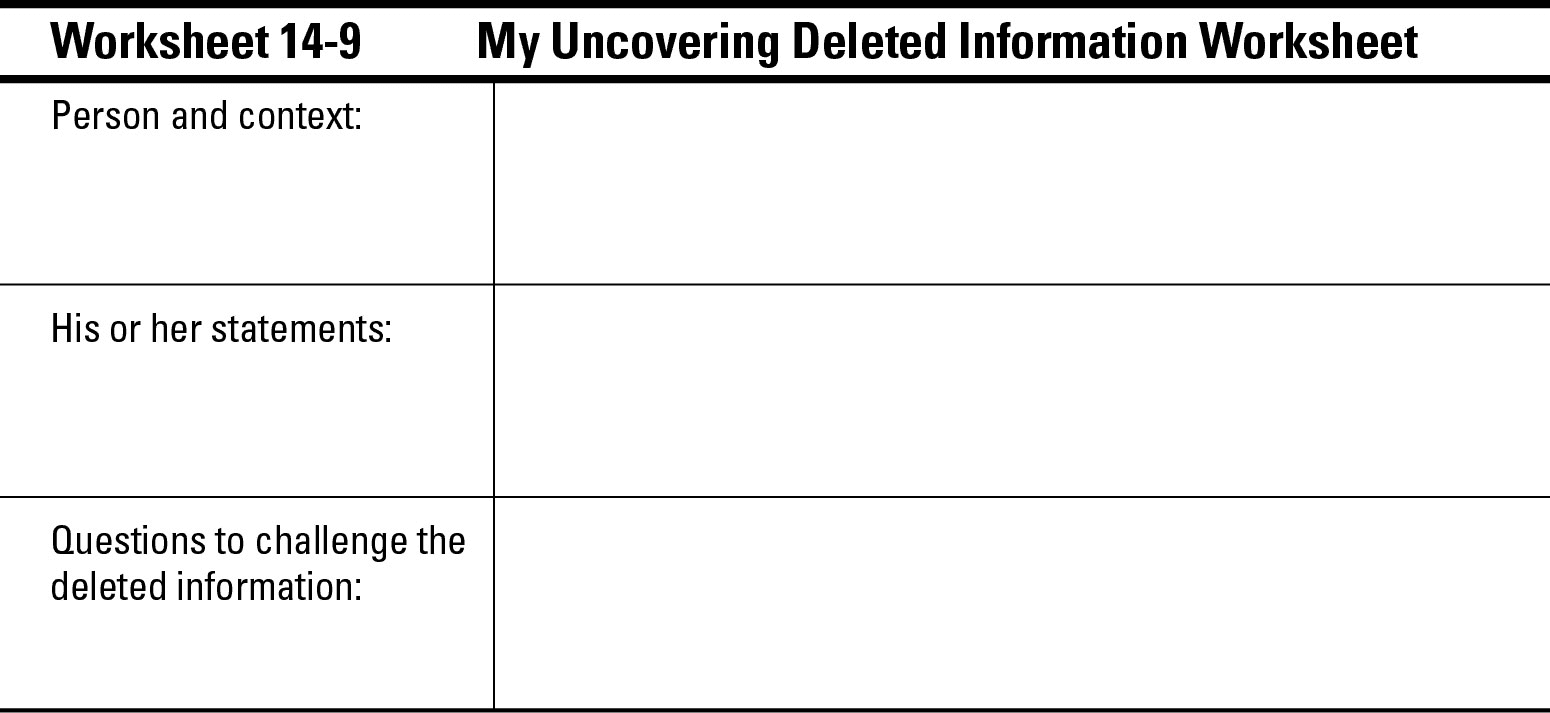 Worksheet 14-9 My Uncovering Deleted Information Worksheet
Person and context:
His or her statements:
Questions to challenge the
deleted information: